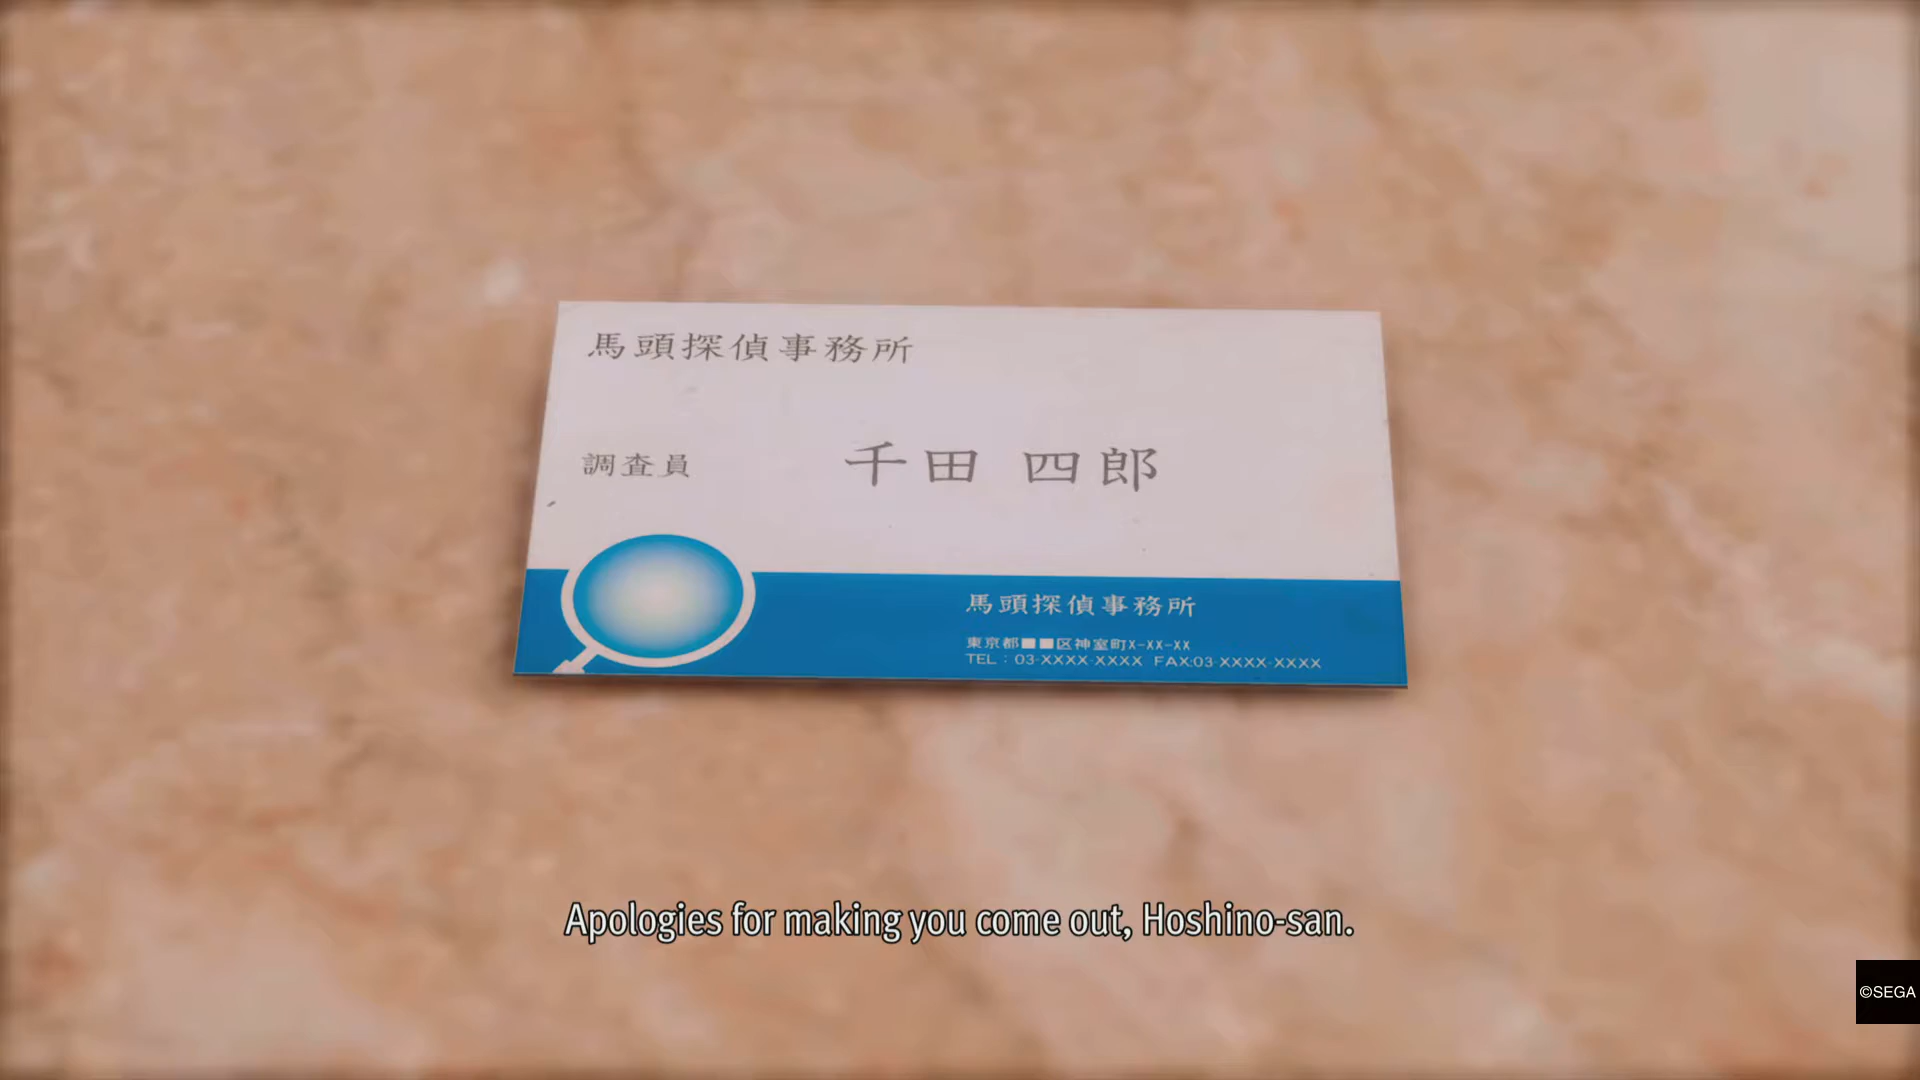 馬頭探偵事務所
調査員 千田 四郎
馬頭探偵事務所
東京都■■区神室町X-XX-XX
TEL：03-XXXX-XXXX FAX:03-XXXX-XXXX
Apologies for making you come out, Hoshino-san.
©SEGA